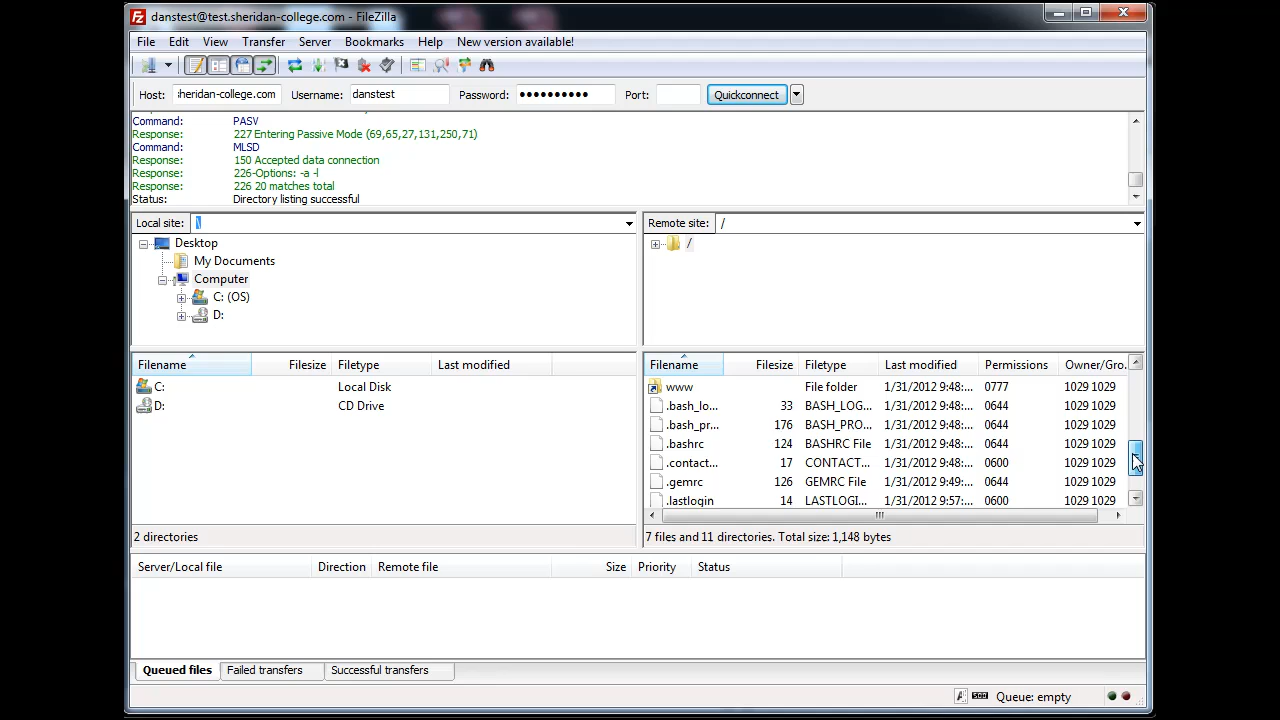 danstest@test.sheridan-college.com - FileZilla
File Edit View Transfer Server Bookmarks Help New version available!
Host: sheridan-college.com Username: danstest Password: ●●●●●●●●●● Port: Quickconnect
Command: PASV
Response: 227 Entering Passive Mode (69,65,27,131,250,71)
Command: MLSD
Response: 150 Accepted data connection
Response: 226-Options: -a -l
Response: 226 20 matches total
Status: Directory listing successful
Local site: \ Remote site: /
Desktop /
My Documents
Computer
C: (OS)
D:
Filename Filesize Filetype Last modified
C: Local Disk
D: CD Drive
2 directories
Filename Filesize Filetype Last modified Permissions Owner/Gro...
www File folder 1/31/2012 9:48:... 0777 1029 1029
.bash_lo... 33 BASH_LOG... 1/31/2012 9:48:... 0644 1029 1029
.bash_pr... 176 BASH_PRO... 1/31/2012 9:48:... 0644 1029 1029
.bashrc 124 BASHRC File 1/31/2012 9:48:... 0644 1029 1029
.contact... 17 CONTACT... 1/31/2012 9:48:... 0600 1029 1029
.gemrc 126 GEMRC File 1/31/2012 9:49:... 0644 1029 1029
.lastlogin 14 LASTLOGI... 1/31/2012 9:57:... 0600 1029 1029
7 files and 11 directories. Total size: 1,148 bytes
Server/Local file Direction Remote file Size Priority Status
Queued files Failed transfers Successful transfers
Queue: empty